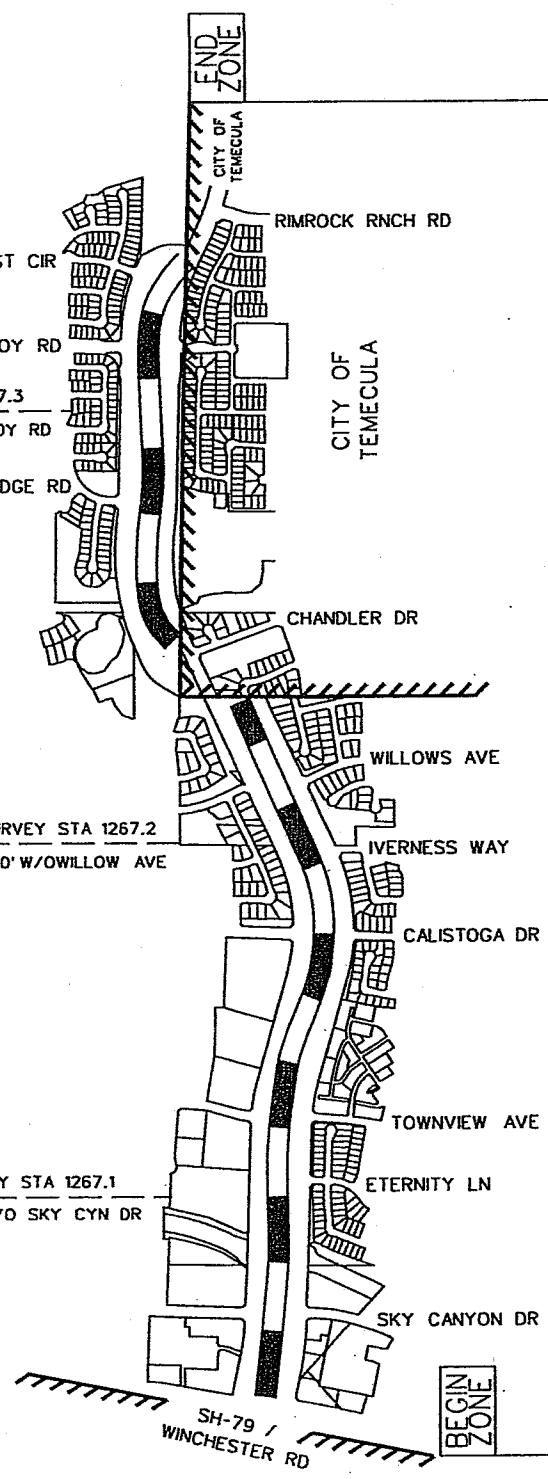 END
ZONE
CITY OF
TEMECULA
RIMROCK RNCH RD
ST CIR
OY RD
CITY OF
TEMECULA
7.3
OY RD
DGE RD
CHANDLER DR
WILLOWS AVE
RVEY STA 1267.2
0' W/OWILLOW AVE
IVERNESS WAY
CALISTOGA DR
TOWNVIEW AVE
Y STA 1267.1
/O SKY CYN DR
ETERNITY LN
SKY CANYON DR
SH-79 /
WINCHESTER RD
BEGIN
ZONE